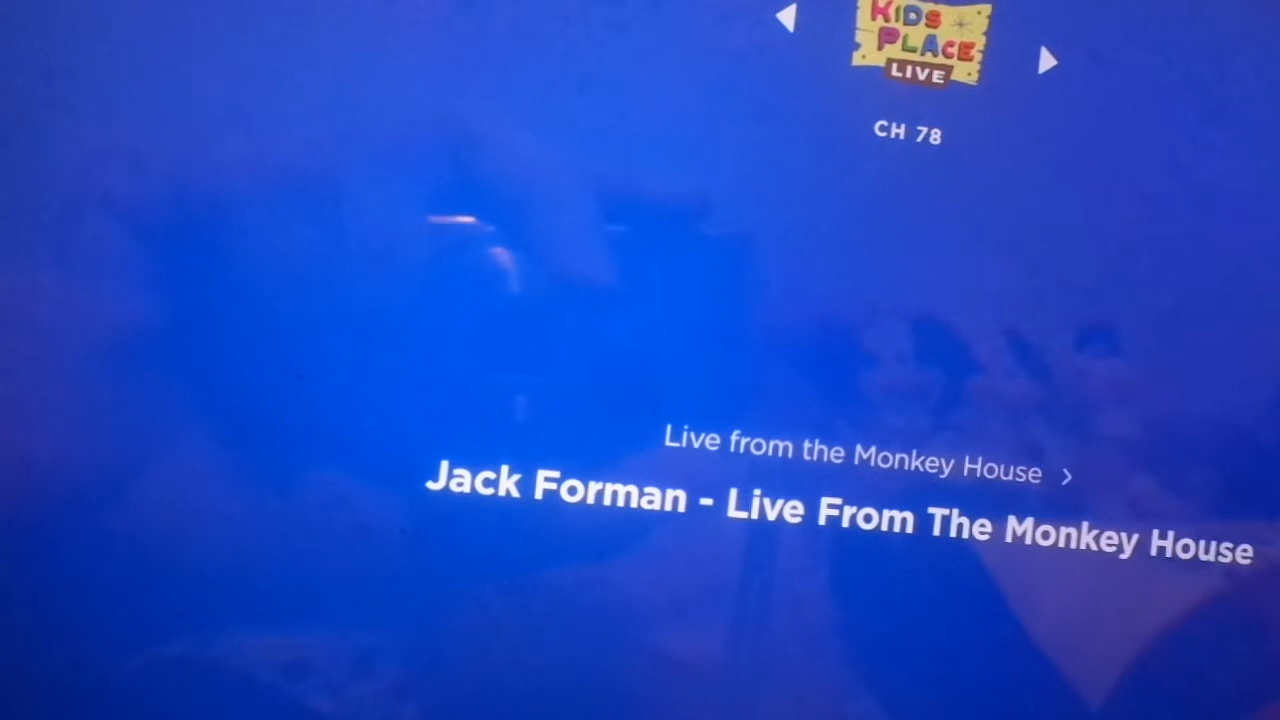 KIDS
PLACE
LIVE
CH 78
Live from the Monkey House >
Jack Forman - Live From The Monkey House